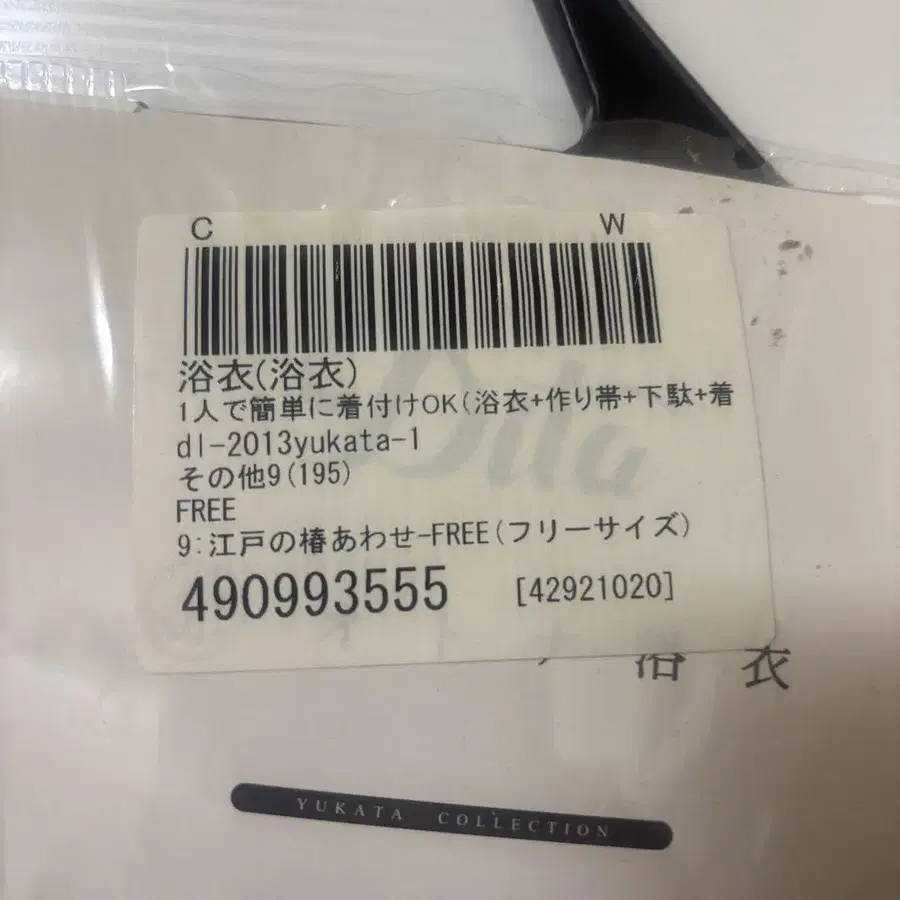 C W
浴衣(浴衣)
1人で簡単に着付けOK(浴衣+作り帯+下駄+着
dl-2013yukata-1
その他9(195)
FREE
9:江戸の椿あわせ-FREE(フリーサイズ)
490993555 [42921020]
浴衣
YUKATA COLLECTION